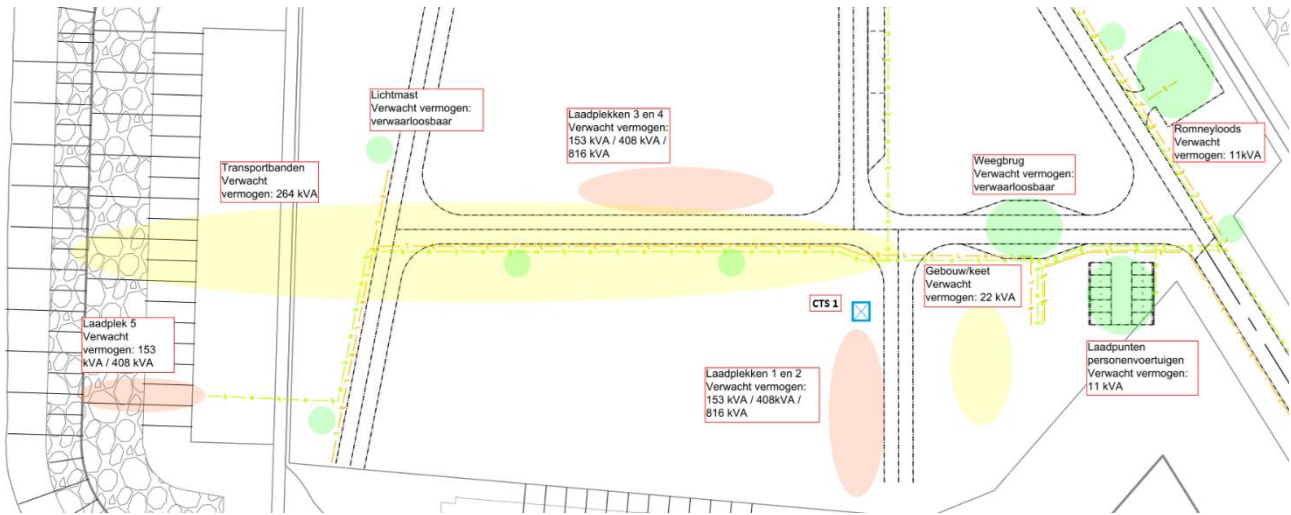 Lichtmast
Verwacht vermogen:
verwaarloosbaar
Laadplekken 3 en 4
Verwacht vermogen:
153 kVA / 408 kVA /
816 kVA
Romneyloods
Verwacht
vermogen: 11kVA
Transportbanden
Verwacht
vermogen: 264 kVA
Weegbrug
Verwacht vermogen:
verwaarloosbaar
Gebouw/keet
Verwacht
vermogen: 22 kVA
CTS 1
Laadplek 5
Verwacht
vermogen: 153
kVA / 408 kVA
Laadplekken 1 en 2
Verwacht vermogen:
153 kVA / 408kVA /
816 kVA
Laadpunten
personenvoertuigen
Verwacht vermogen:
11 kVA